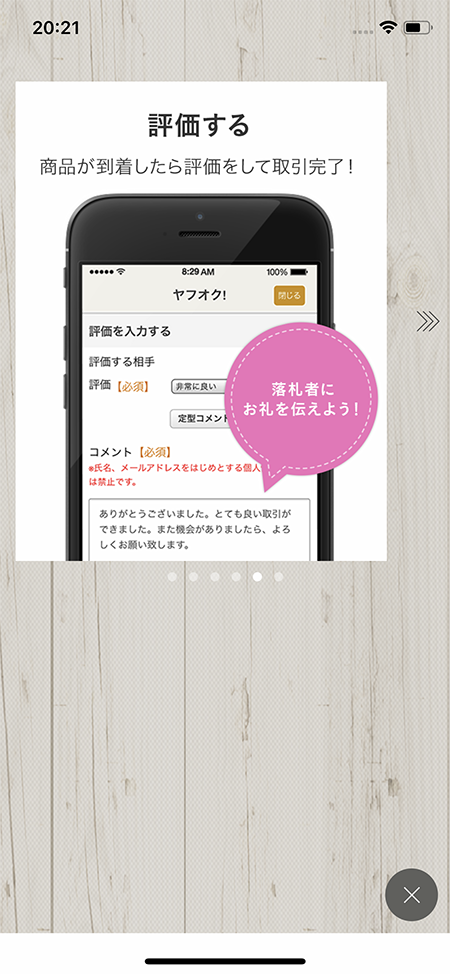 20:21
評価する
商品が到着したら評価をして取引完了!
8:29 AM
100%
ヤフオク!
閉じる
評価を入力する
評価する相手
評価【必須】
非常に良い
定型コメント
落札者に
お礼を伝えよう!
コメント【必須】
※氏名、メールアドレスをはじめとする個人
は禁止です。
ありがとうございました。とても良い取引が
できました。また機会がありましたら、よろ
しくお願い致します。